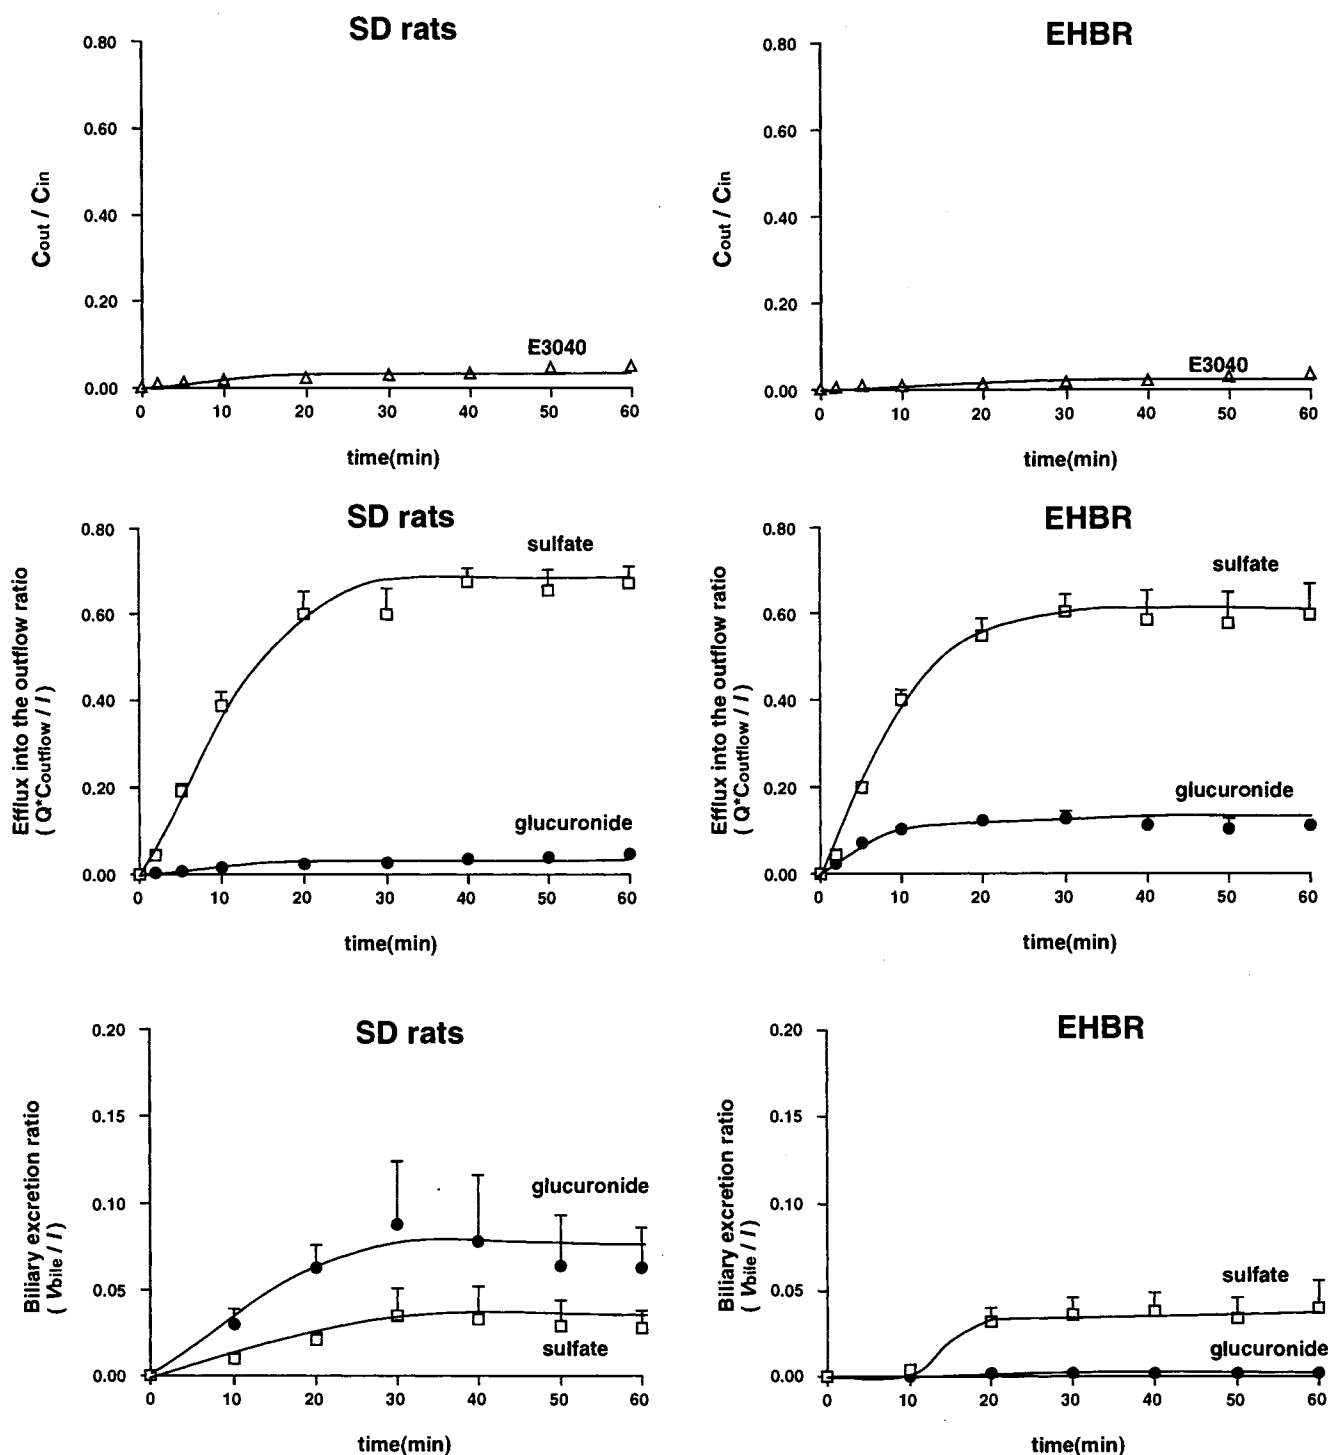 SD rats
0.80
0.60
0.40
0.20
0.00
Cout / Cin
E3040
0 10 20 30 40 50 60
time(min)
EHBR
0.80
0.60
0.40
0.20
0.00
Cout / Cin
E3040
0 10 20 30 40 50 60
time(min)
SD rats
0.80
0.60
0.40
0.20
0.00
Efflux into the outflow ratio
( Q*Coutflow / I )
sulfate
glucuronide
0 10 20 30 40 50 60
time(min)
EHBR
0.80
0.60
0.40
0.20
0.00
Efflux into the outflow ratio
( Q*Coutflow / I )
sulfate
glucuronide
0 10 20 30 40 50 60
time(min)
SD rats
0.20
0.15
0.10
0.05
0.00
Biliary excretion ratio
( Vbile / I )
glucuronide
sulfate
0 10 20 30 40 50 60
time(min)
EHBR
0.20
0.15
0.10
0.05
0.00
Biliary excretion ratio
( Vbile / I )
sulfate
glucuronide
0 10 20 30 40 50 60
time(min)